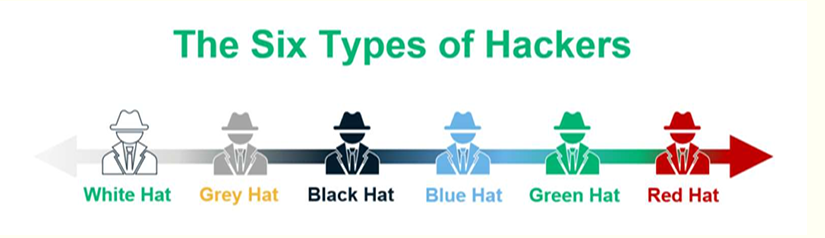 The Six Types of Hackers
White Hat Grey Hat Black Hat Blue Hat Green Hat Red Hat